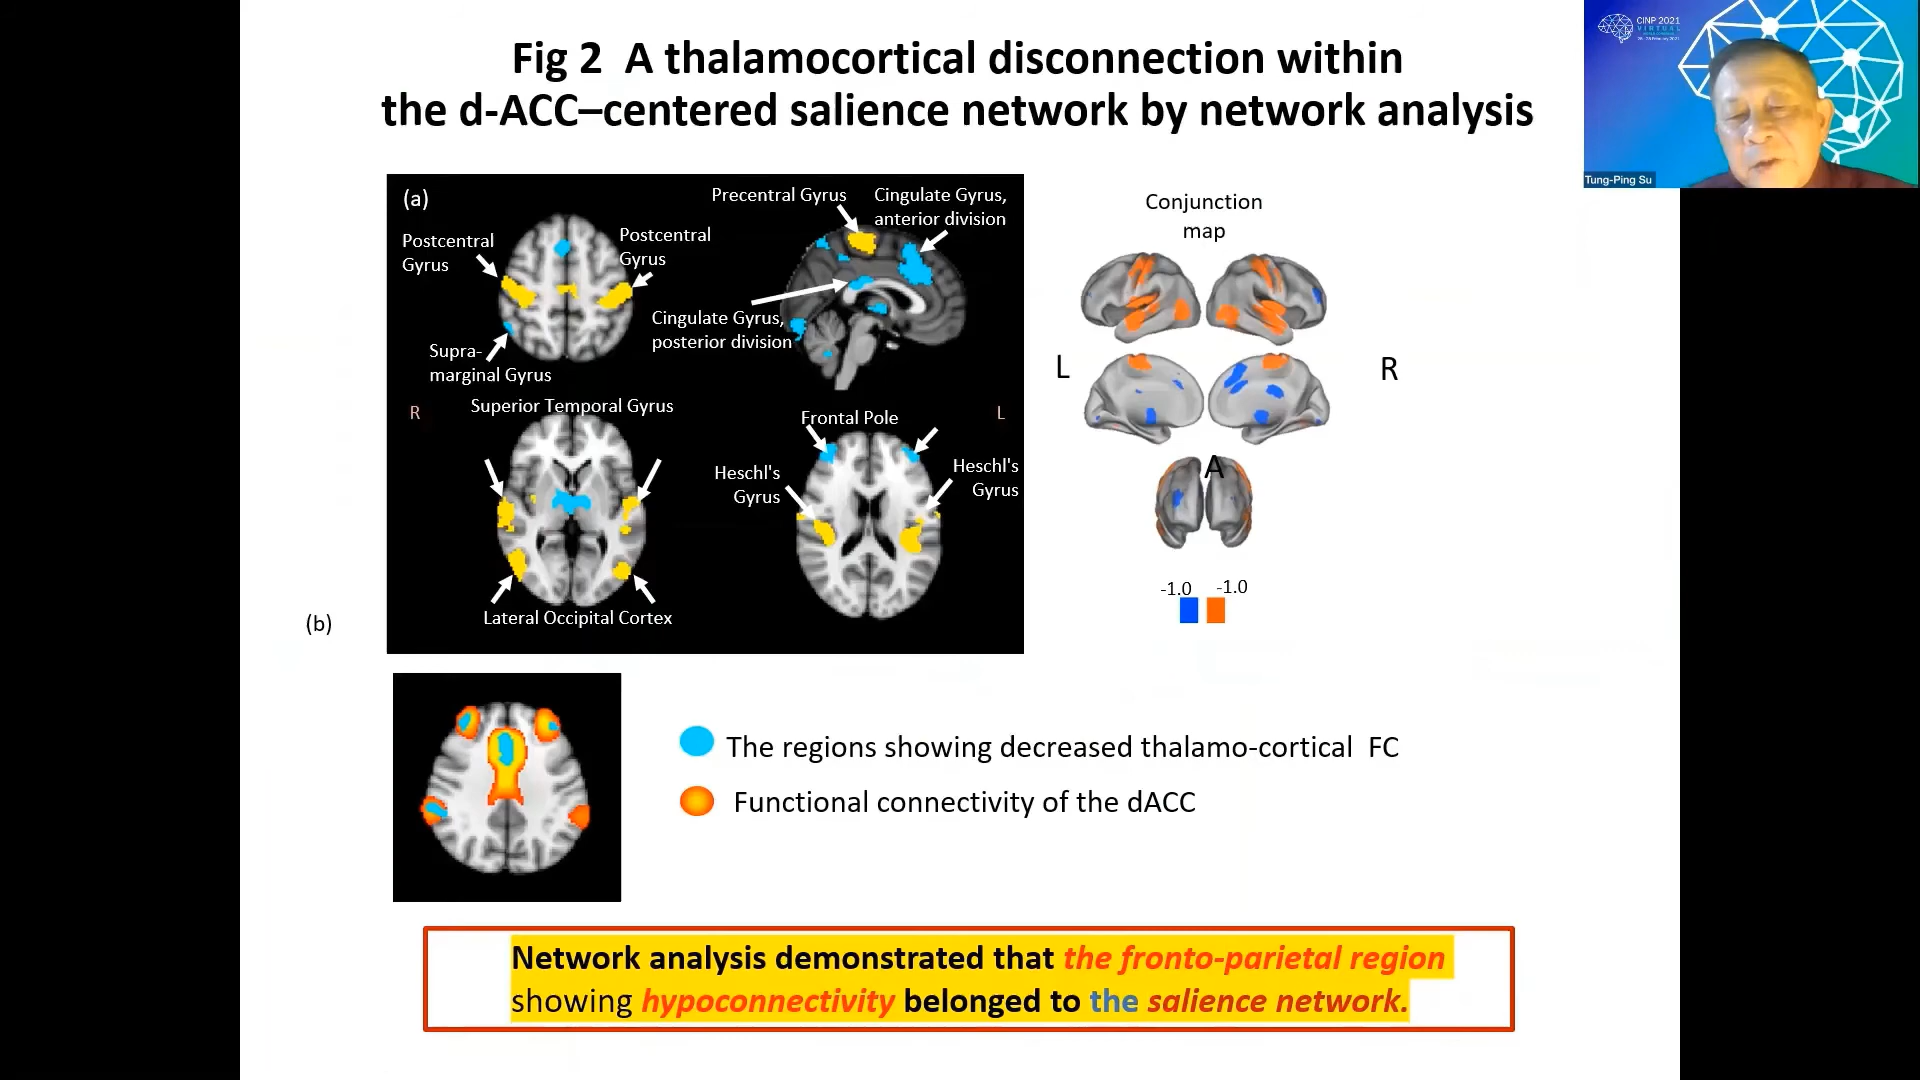 Fig 2 A thalamocortical disconnection within
the d-ACC–centered salience network by network analysis
CINP 2021
VIRTUAL
Tung-Ping Su
(a)
Precentral Gyrus
Cingulate Gyrus,
anterior division
Postcentral
Gyrus
Postcentral
Gyrus
Cingulate Gyrus,
posterior division
Supra-
marginal Gyrus
R
Superior Temporal Gyrus
Frontal Pole
L
Heschl's
Gyrus
Heschl's
Gyrus
Lateral Occipital Cortex
Conjunction
map
L
R
A
-1.0
-1.0
(b)
The regions showing decreased thalamo-cortical FC
Functional connectivity of the dACC
Network analysis demonstrated that the fronto-parietal region
showing hypoconnectivity belonged to the salience network.